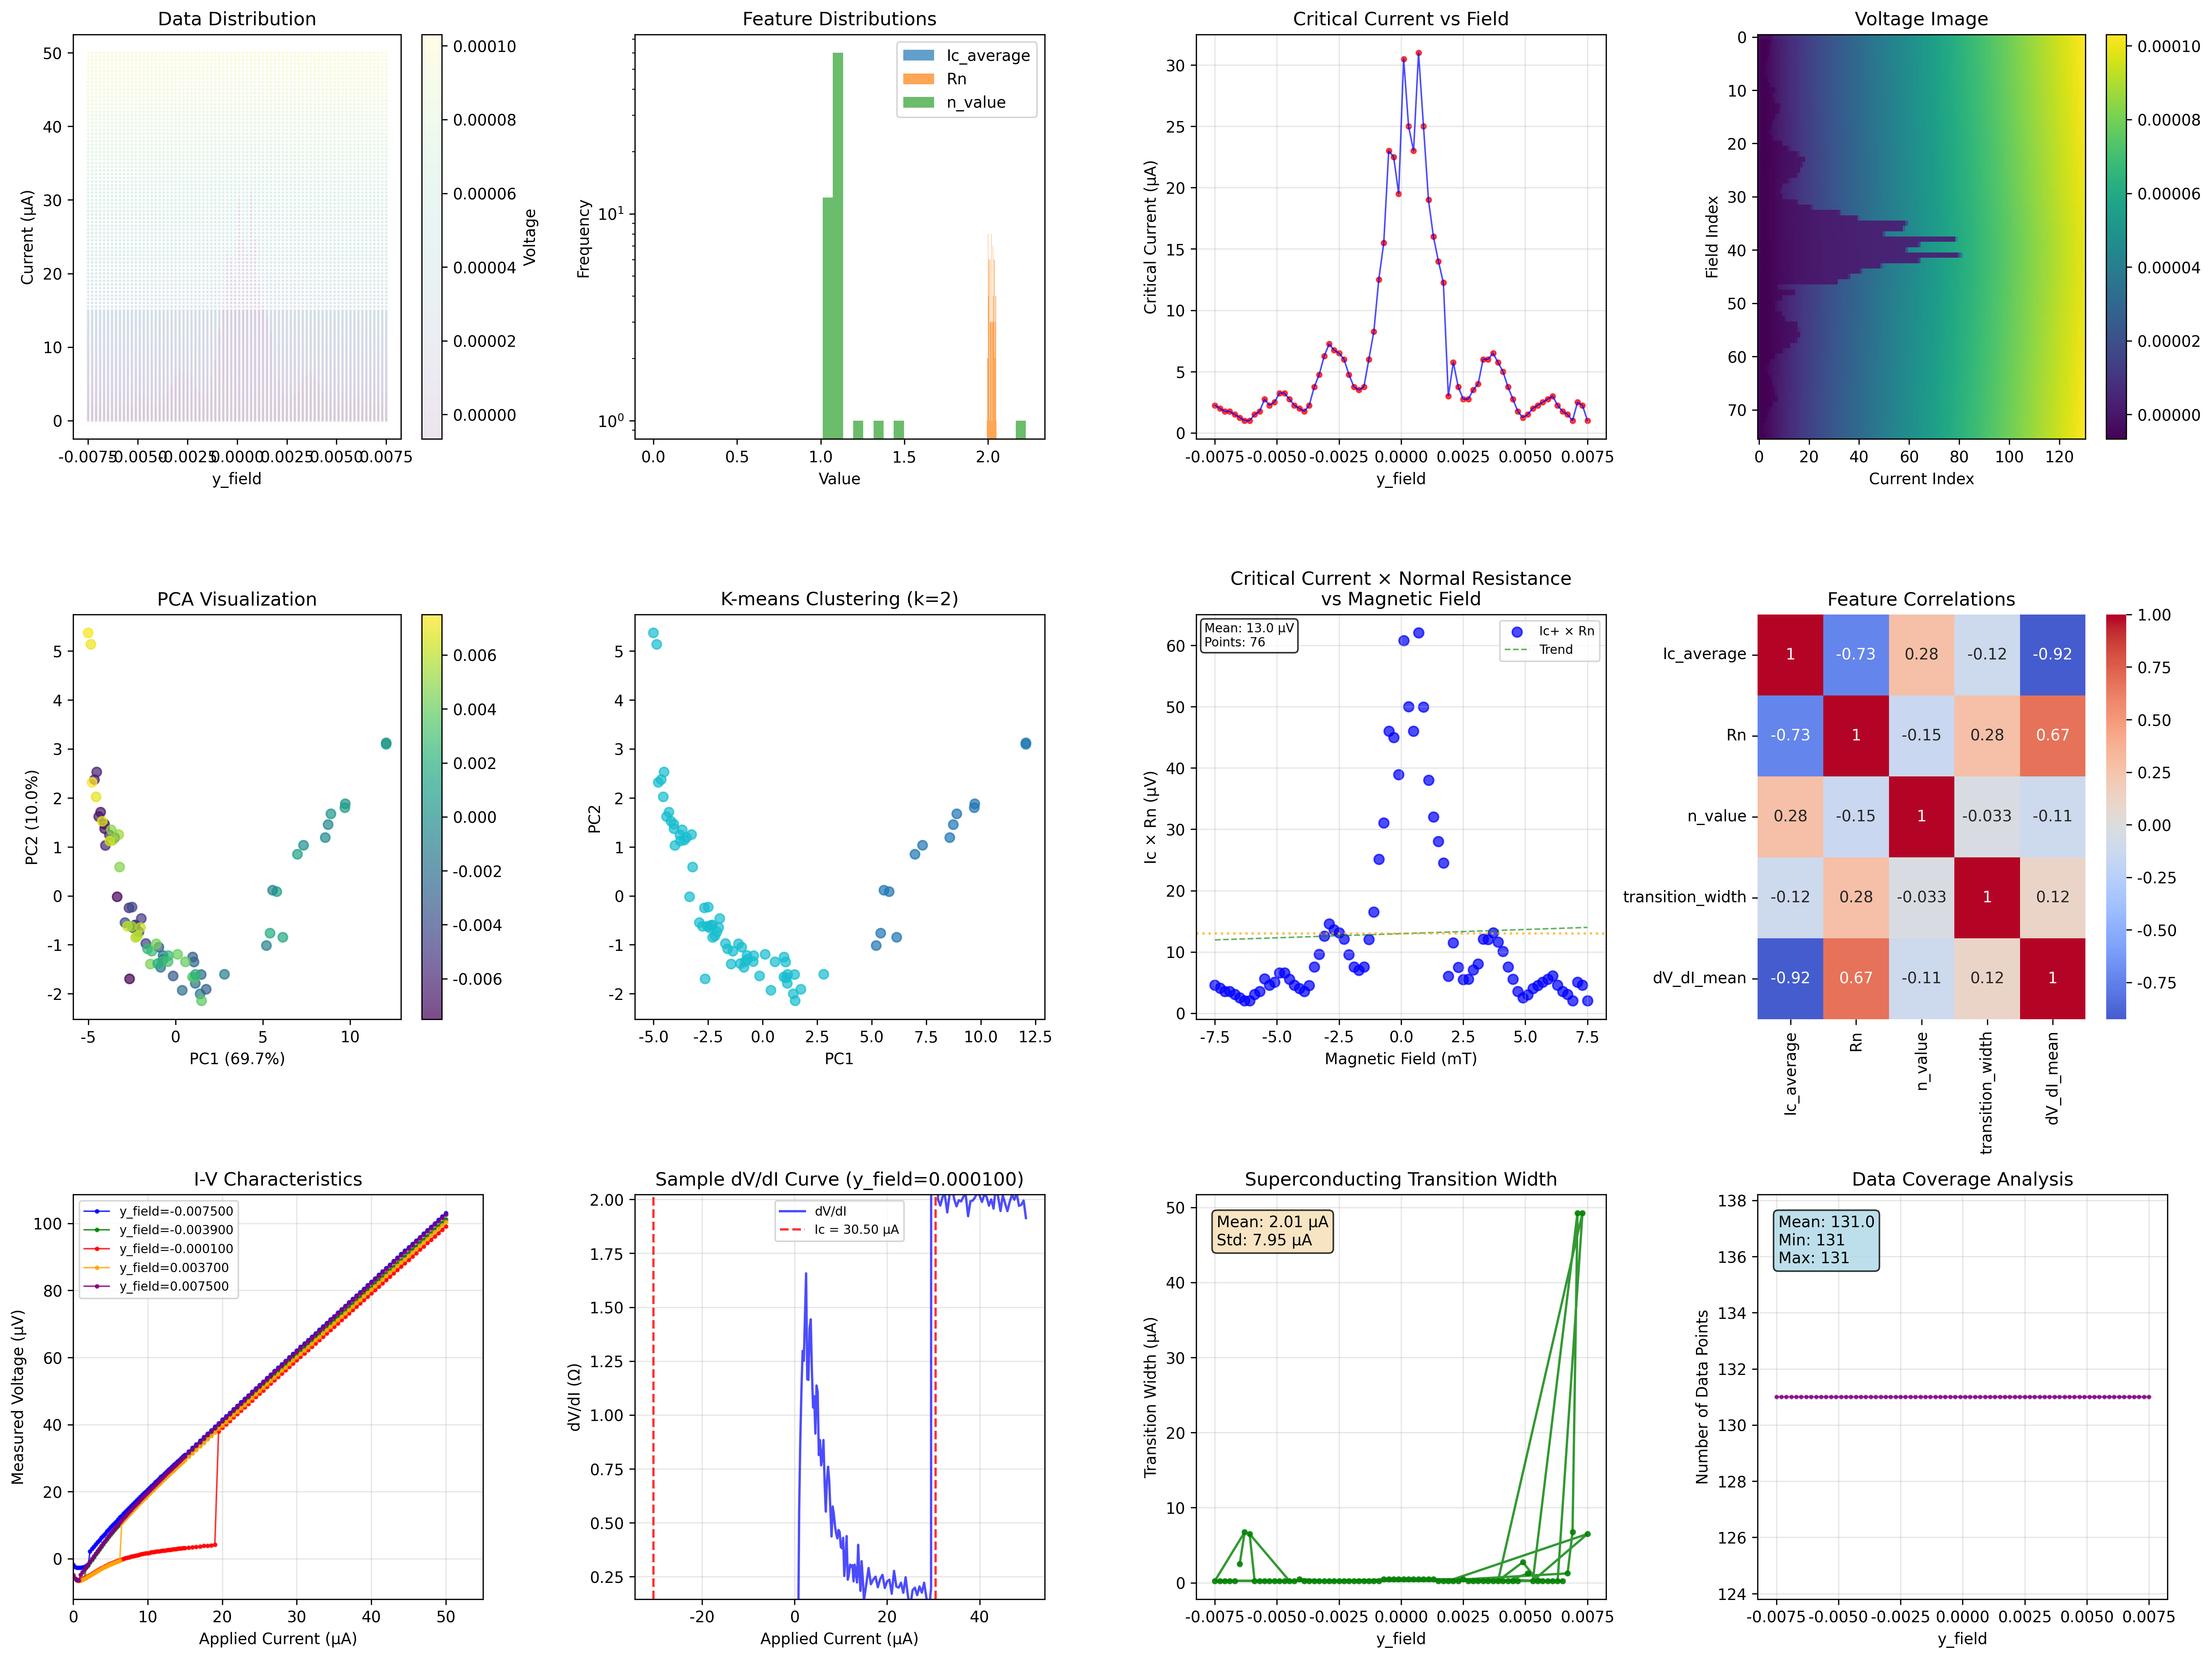 Data Distribution
50
40
30
20
10
0
Current (µA)
-0.0075
-0.0050
-0.0025
0.0000
0.0025
0.0050
0.0075
y_field
0.00010
0.00008
0.00006
0.00004
0.00002
0.00000
Voltage
Feature Distributions
Ic_average
Rn
n_value
10¹
10⁰
Frequency
0.0
0.5
1.0
1.5
2.0
Value
Critical Current vs Field
30
25
20
15
10
5
0
Critical Current (µA)
-0.0075
-0.0050
-0.0025
0.0000
0.0025
0.0050
0.0075
y_field
Voltage Image
0
10
20
30
40
50
60
70
Field Index
0
20
40
60
80
100
120
Current Index
0.00010
0.00008
0.00006
0.00004
0.00002
0.00000
PCA Visualization
5
4
3
2
1
0
-1
-2
PC2 (10.0%)
-5
0
5
10
PC1 (69.7%)
0.006
0.004
0.002
0.000
-0.002
-0.004
-0.006
K-means Clustering (k=2)
5
4
3
2
1
0
-1
-2
PC2
-5.0
-2.5
0.0
2.5
5.0
7.5
10.0
12.5
PC1
Critical Current × Normal Resistance
vs Magnetic Field
Mean: 13.0 µV
Points: 76
Ic+ × Rn
Trend
60
50
40
30
20
10
0
Ic × Rn (µV)
-7.5
-5.0
-2.5
0.0
2.5
5.0
7.5
Magnetic Field (mT)
Feature Correlations
Ic_average
1 -0.73 0.28 -0.12 -0.92
Rn
-0.73 1 -0.15 0.28 0.67
n_value
0.28 -0.15 1 -0.033 -0.11
transition_width
-0.12 0.28 -0.033 1 0.12
dV_dI_mean
-0.92 0.67 -0.11 0.12 1
Ic_average
Rn
n_value
transition_width
dV_dI_mean
1.00
0.75
0.50
0.25
0.00
-0.25
-0.50
-0.75
I-V Characteristics
y_field=-0.007500
y_field=-0.003900
y_field=-0.000100
y_field=0.003700
y_field=0.007500
100
80
60
40
20
0
Measured Voltage (µV)
0
10
20
30
40
50
Applied Current (µA)
Sample dV/dI Curve (y_field=0.000100)
dV/dI
Ic = 30.50 µA
2.00
1.75
1.50
1.25
1.00
0.75
0.50
0.25
dV/dI (Ω)
-20
0
20
40
Applied Current (µA)
Superconducting Transition Width
Mean: 2.01 µA
Std: 7.95 µA
50
40
30
20
10
0
Transition Width (µA)
-0.0075
-0.0050
-0.0025
0.0000
0.0025
0.0050
0.0075
y_field
Data Coverage Analysis
Mean: 131.0
Min: 131
Max: 131
138
136
134
132
130
128
126
124
Number of Data Points
-0.0075
-0.0050
-0.0025
0.0000
0.0025
0.0050
0.0075
y_field